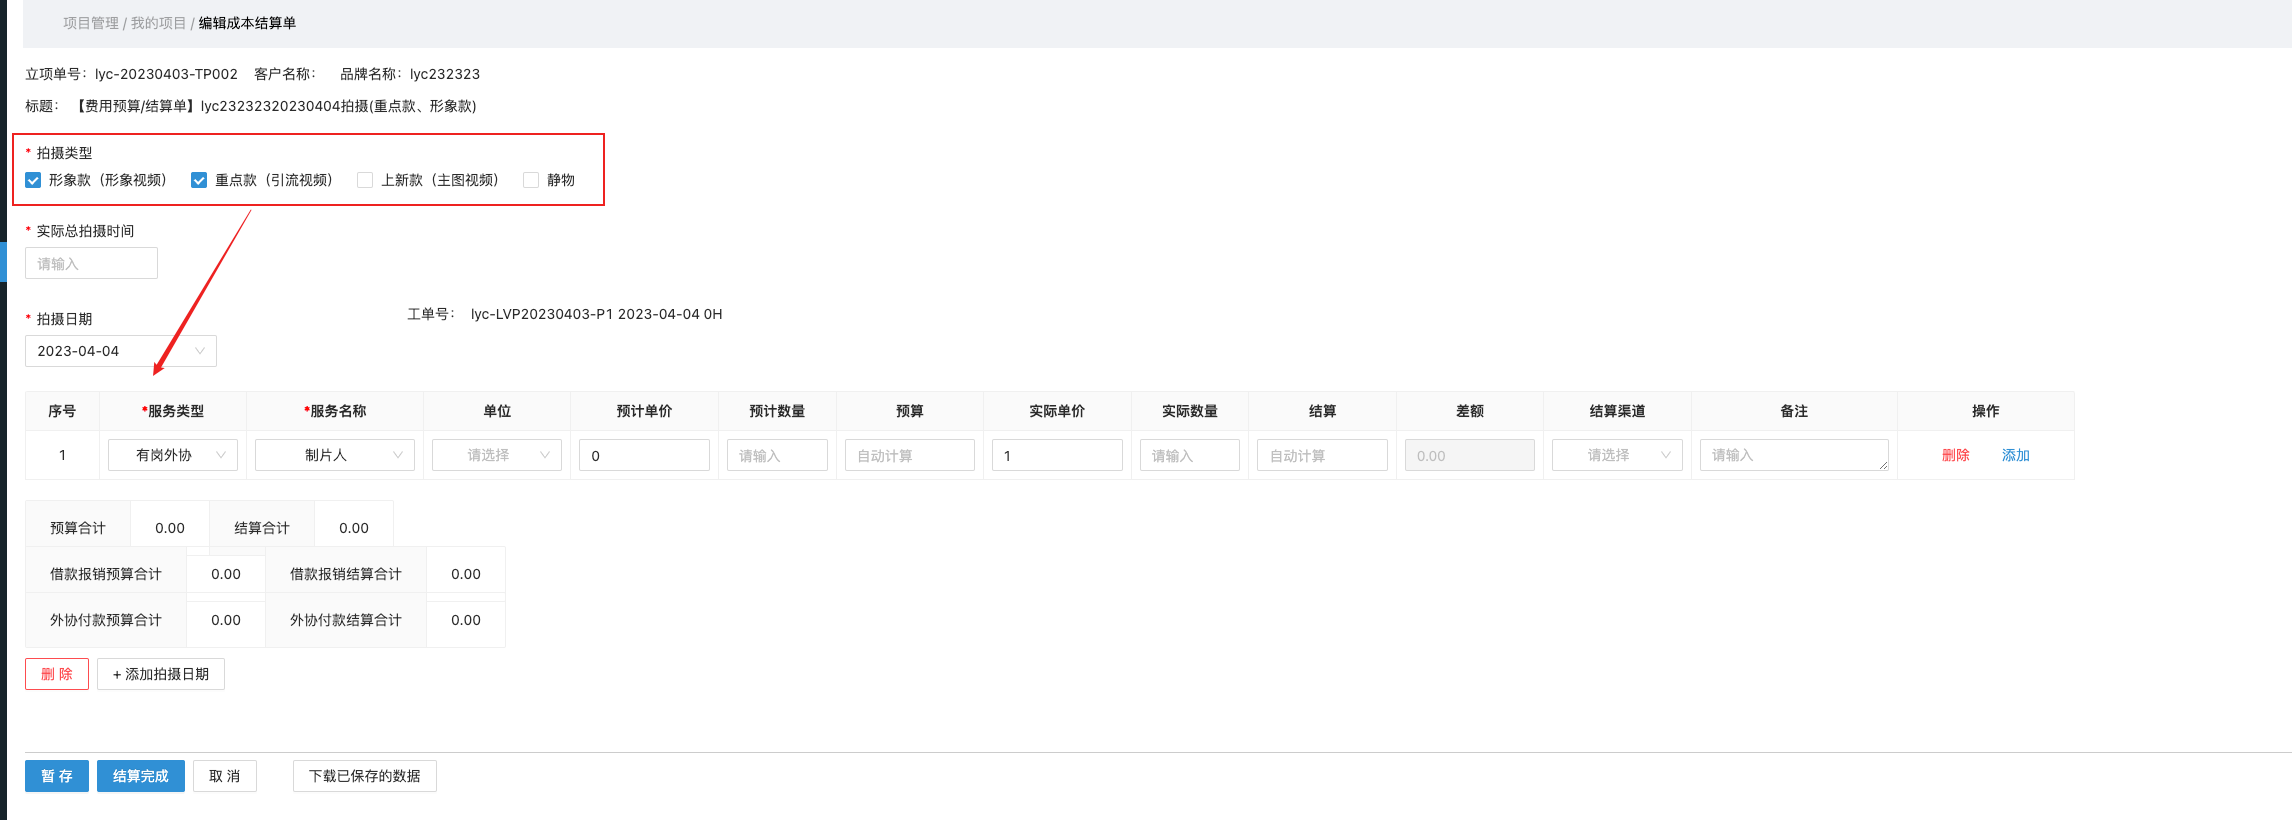 项目管理 / 我的项目 / 编辑成本结算单
立项单号：lyc-20230403-TP002 客户名称： 品牌名称：lyc232323
标题：【费用预算/结算单】lyc23232320230404拍摄(重点款、形象款)
* 拍摄类型
形象款（形象视频） 重点款（引流视频） 上新款（主图视频） 静物
* 实际总拍摄时间
请输入
* 拍摄日期
工单号： lyc-LVP20230403-P1 2023-04-04 0H
2023-04-04
序号 *服务类型 *服务名称 单位 预计单价 预计数量 预算 实际单价 实际数量 结算 差额 结算渠道 备注 操作
1 有岗外协 制片人 请选择 0 请输入 自动计算 1 请输入 自动计算 0.00 请选择 请输入 删除 添加
预算合计 0.00 结算合计 0.00
借款报销预算合计 0.00 借款报销结算合计 0.00
外协付款预算合计 0.00 外协付款结算合计 0.00
删 除 + 添加拍摄日期
暂 存 结算完成 取 消 下载已保存的数据